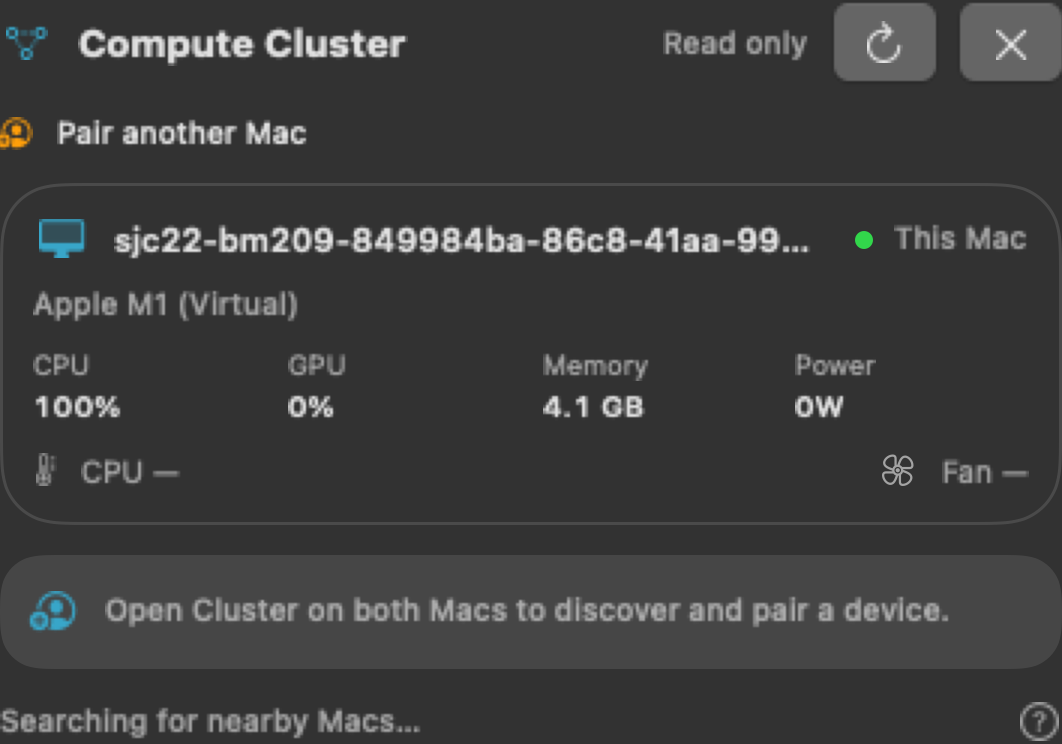 Compute Cluster Read only
Pair another Mac
sjc22-bm209-849984ba-86c8-41aa-99... This Mac
Apple M1 (Virtual)
CPU GPU Memory Power
100% 0% 4.1 GB 0W
CPU — Fan —
Open Cluster on both Macs to discover and pair a device.
Searching for nearby Macs...
?